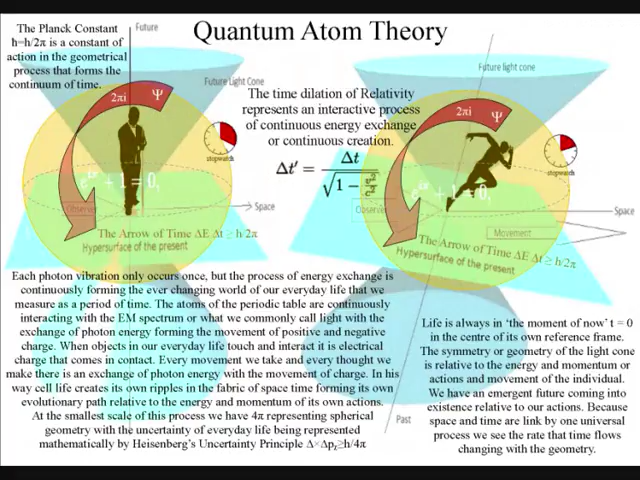 Quantum Atom Theory
The Planck Constant
h=h/2π is a constant of
action in the geometrical
process that forms the
continuum of time.
Future
Future Light Cone
2πi
Ψ
stopwatch
+ 1 = 0,
Observer
Space
The Arrow of Time ΔE Δt ≥ h/2π
Hypersurface of the present
The time dilation of Relativity
represents an interactive process
of continuous energy exchange
or continuous creation.
Δt' = Δt / √1 −
Future light cone
2πi
Ψ
stopwatch
+ 1 = 0,
Space
Movement
The Arrow of Time ΔE Δt ≥ h/2π
Hypersurface of the present
Each photon vibration only occurs once, but the process of energy exchange is
continuously forming the ever changing world of our everyday life that we
measure as a period of time. The atoms of the periodic table are continuously
interacting with the EM spectrum or what we commonly call light with the
exchange of photon energy forming the movement of positive and negative
charge. When objects in our everyday life touch and interact it is electrical
charge that comes in contact. Every movement we take and every thought we
make there is an exchange of photon energy with the movement of charge. In his
way cell life creates its own ripples in the fabric of space time forming its own
evolutionary path relative to the energy and momentum of its own actions.
At the smallest scale of this process we have 4π representing spherical
geometry with the uncertainty of everyday life being represented
mathematically by Heisenberg's Uncertainty Principle Δ×Δpₓ≥h/4π
Past
Life is always in 'the moment of now' t = 0
in the centre of its own reference frame.
The symmetry or geometry of the light cone
is relative to the energy and momentum or
actions and movement of the individual.
We have an emergent future coming into
existence relative to our actions. Because
space and time are link by one universal
process we see the rate that time flows
changing with the geometry.